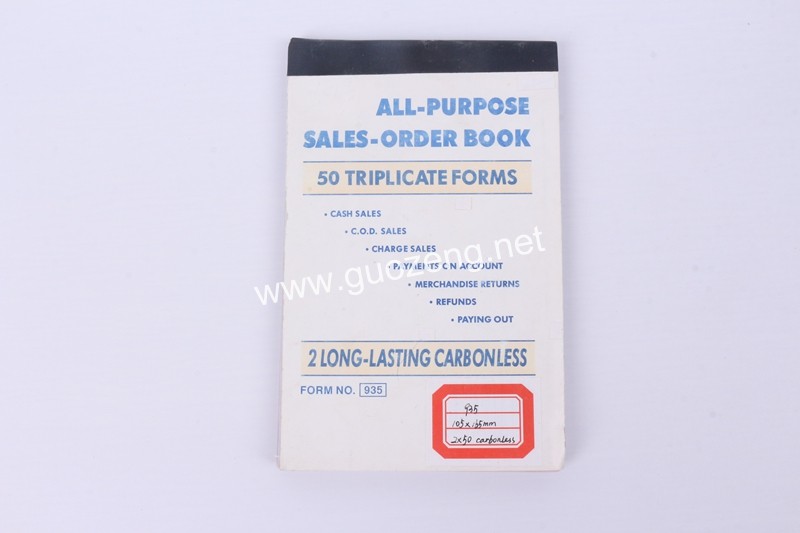 ALL-PURPOSE
SALES-ORDER BOOK
50 TRIPLICATE FORMS
• CASH SALES
• C.O.D. SALES
• CHARGE SALES
• PAYMENTS ON ACCOUNT
• MERCHANDISE RETURNS
• REFUNDS
• PAYING OUT
www.guozeng.net
2 LONG-LASTING CARBONLESS
FORM NO. 935
935
105x165mm
2x50 carbonless